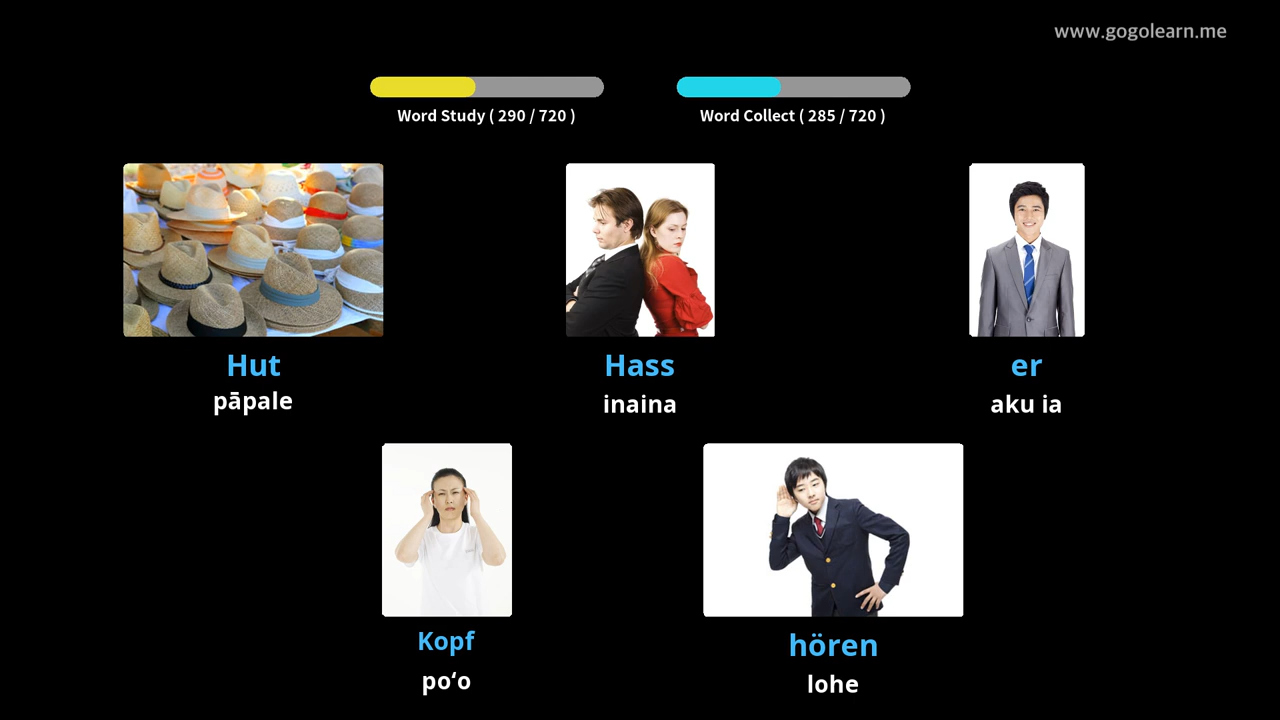 www.gogolearn.me
Word Study ( 290 / 720 )
Word Collect ( 285 / 720 )
Hut
pāpale
Hass
inaina
er
aku ia
Kopf
poʻo
hören
lohe